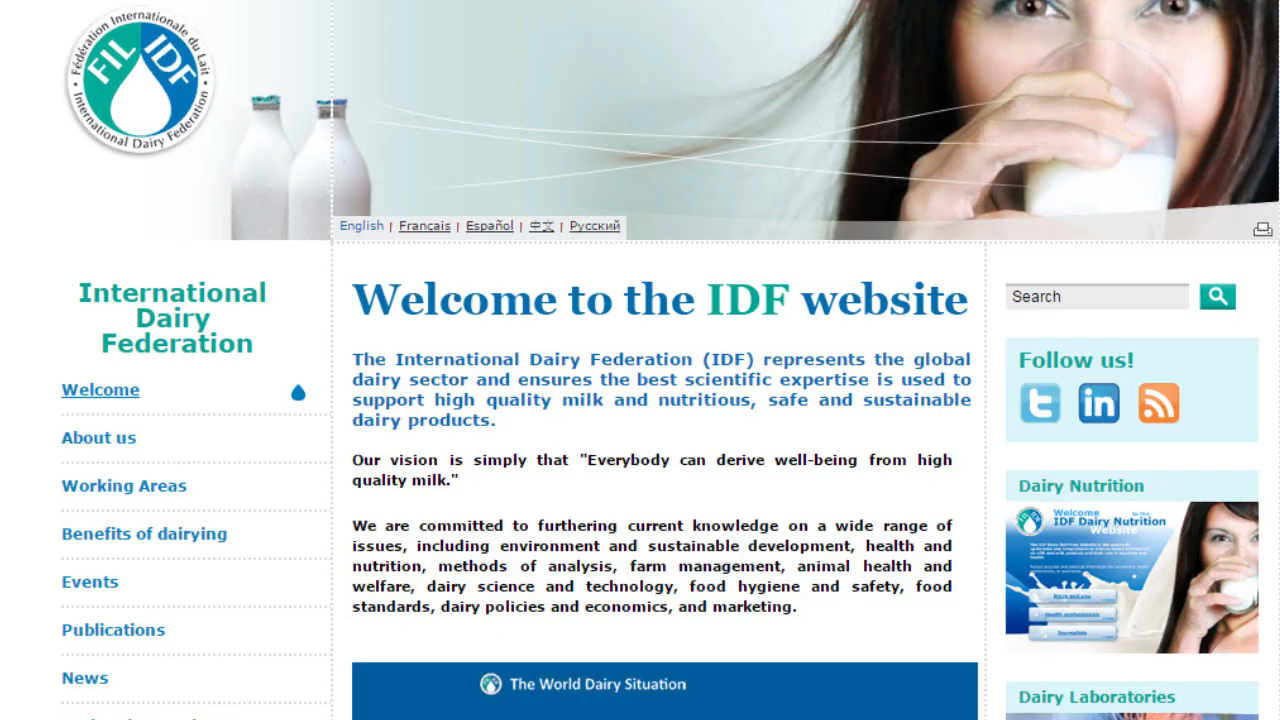 Fédération Internationale du Lait
FIL IDF
International Dairy Federation
English | Francais | Español | 中文 | Русский
International
Dairy
Federation
Welcome
About us
Working Areas
Benefits of dairying
Events
Publications
News
Welcome to the IDF website
The International Dairy Federation (IDF) represents the global
dairy sector and ensures the best scientific expertise is used to
support high quality milk and nutritious, safe and sustainable
dairy products.
Our vision is simply that "Everybody can derive well-being from high
quality milk."
We are committed to furthering current knowledge on a wide range of
issues, including environment and sustainable development, health and
nutrition, methods of analysis, farm management, animal health and
welfare, dairy science and technology, food hygiene and safety, food
standards, dairy policies and economics, and marketing.
The World Dairy Situation
Search
Follow us!
Dairy Nutrition
Welcome to the
IDF Dairy Nutrition
Website
Health professionals
Journalists
Dairy Laboratories